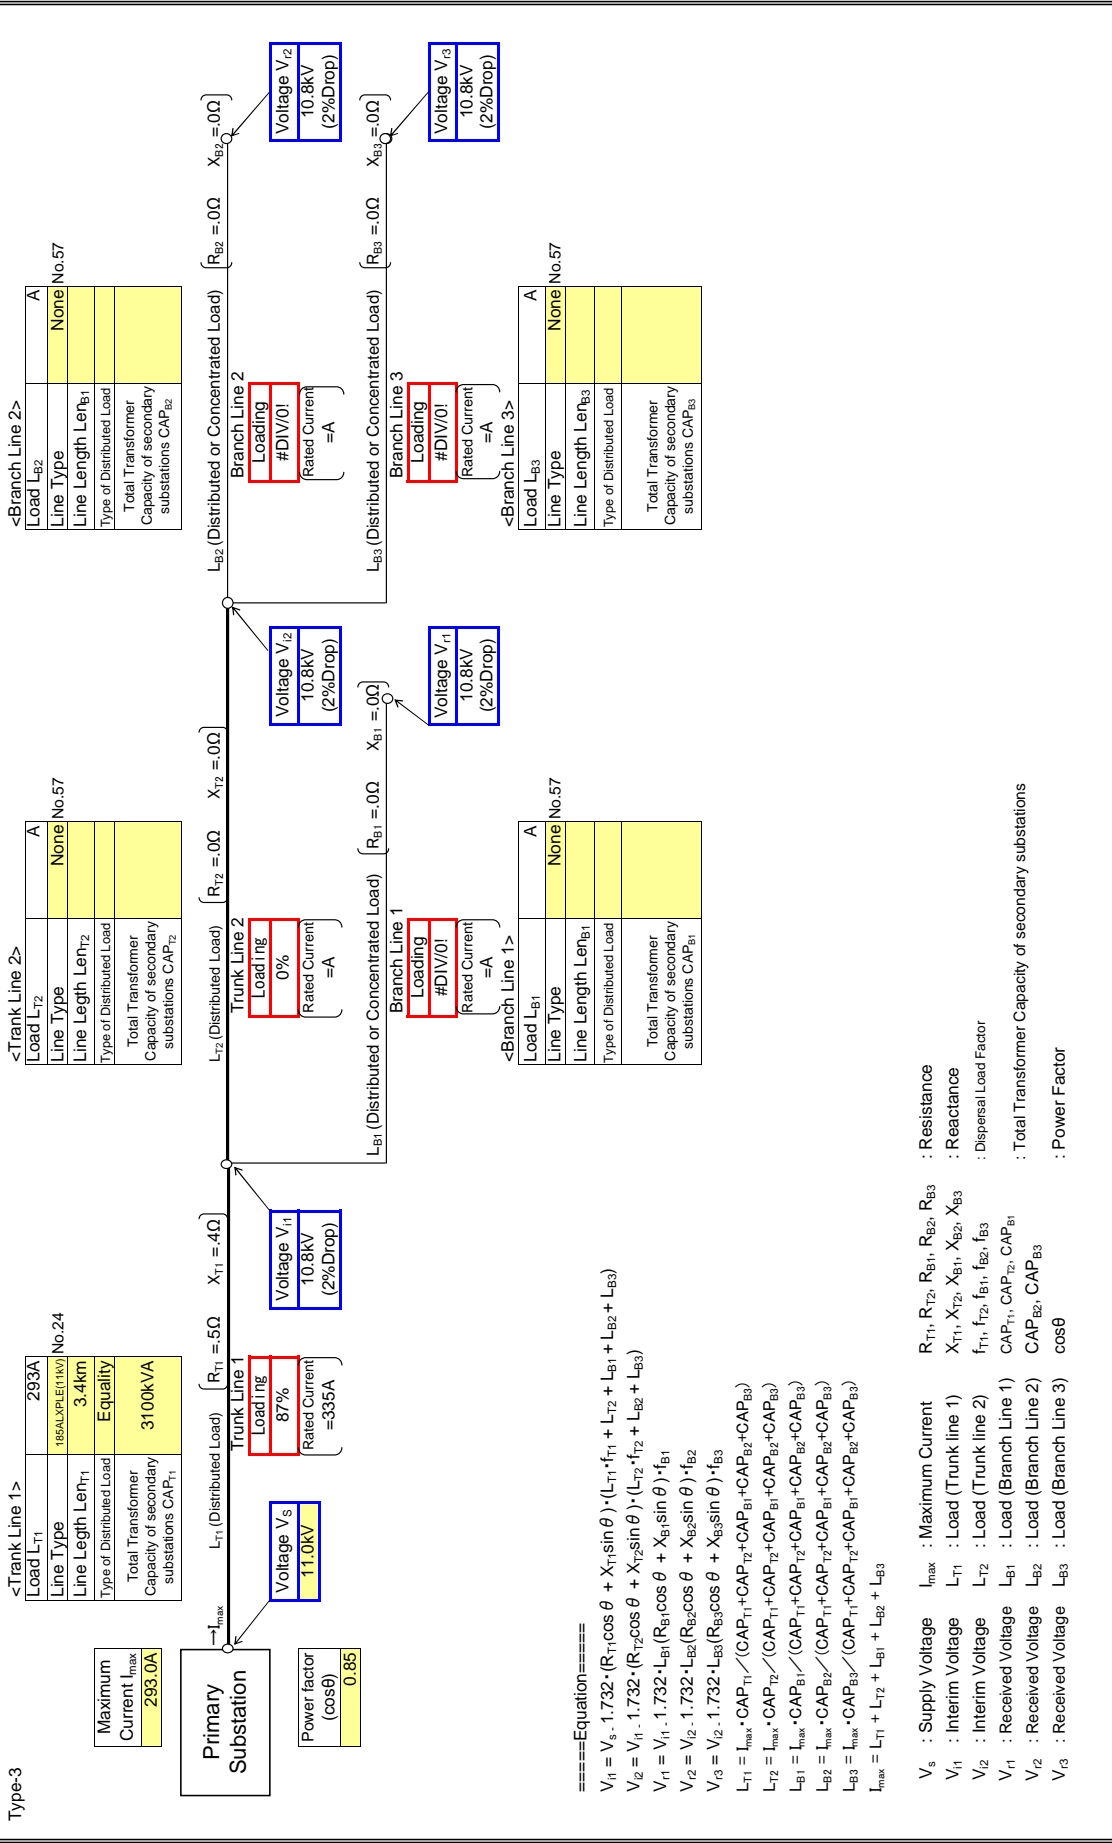 Type-3
Maximum
Current Imax
293.0A
<Trank Line 1>
Load LT1 293A
Line Type 185ALXPLE(11kV) No.24
Line Legth LenT1 3.4km
Type of Distributed Load Equality
Total Transformer
Capacity of secondary
substations CAPT1
3100kVA
<Trank Line 2>
Load LT2 A
Line Type None No.57
Line Length LenT2
Type of Distributed Load
Total Transformer
Capacity of secondary
substations CAPT2
<Branch Line 2>
Load LB2 A
Line Type None No.57
Line Length LenB1
Type of Distributed Load
Total Transformer
Capacity of secondary
substations CAPB2
Primary
Substation
→Imax
LT1 (Distributed Load)
RT1 =.5Ω XT1 =.4Ω
LT2 (Distributed Load)
RT2 =.0Ω XT2 =.0Ω
LB2 (Distributed or Concentrated Load)
RB2 =.0Ω XB2 =.0Ω
Power factor
(cosθ)
0.85
Voltage VS
11.0kV
Trunk Line 1
Loading
87%
Rated Current
=335A
Voltage Vi1
10.8kV
(2%Drop)
Trunk Line 2
Loading
0%
Rated Current
=A
Voltage Vi2
10.8kV
(2%Drop)
Branch Line 2
Loading
#DIV/0!
Rated Current
=A
Voltage Vr2
10.8kV
(2%Drop)
LB1 (Distributed or Concentrated Load)
RB1 =.0Ω XB1 =.0Ω
LB3 (Distributed or Concentrated Load)
RB3 =.0Ω XB3 =.0Ω
Branch Line 1
Loading
#DIV/0!
Rated Current
=A
Voltage Vr1
10.8kV
(2%Drop)
Branch Line 3
Loading
#DIV/0!
Rated Current
=A
Voltage Vr3
10.8kV
(2%Drop)
<Branch Line 1>
Load LB1 A
Line Type None No.57
Line Length LenB1
Type of Distributed Load
Total Transformer
Capacity of secondary
substations CAPB1
<Branch Line 3>
Load LB3 A
Line Type None No.57
Line Length LenB3
Type of Distributed Load
Total Transformer
Capacity of secondary
substations CAPB3
=====Equation=====
Vi1 = Vs - 1.732・(RT1cos θ + XT1sin θ)・(LT1・fT1 + LT2 + LB1 + LB2 + LB3)
Vi2 = Vi1 - 1.732・(RT2cos θ + XT2sin θ)・(LT2・fT2 + LB2 + LB3)
Vr1 = Vi1 - 1.732・LB1(RB1cos θ + XB1sin θ)・fB1
Vr2 = Vi2 - 1.732・LB2(RB2cos θ + XB2sin θ)・fB2
Vr3 = Vi2 - 1.732・LB3(RB3cos θ + XB3sin θ)・fB3
LT1 = Imax・CAPT1／(CAPT1+CAPT2+CAPB1+CAPB2+CAPB3)
LT2 = Imax・CAPT2／(CAPT1+CAPT2+CAPB1+CAPB2+CAPB3)
LB1 = Imax・CAPB1／(CAPT1+CAPT2+CAPB1+CAPB2+CAPB3)
LB2 = Imax・CAPB2／(CAPT1+CAPT2+CAPB1+CAPB2+CAPB3)
LB3 = Imax・CAPB3／(CAPT1+CAPT2+CAPB1+CAPB2+CAPB3)
Imax = LT1 + LT2 + LB1 + LB2 + LB3
Vs : Supply Voltage Imax : Maximum Current RT1, RT2, RB1, RB2, RB3 : Resistance
Vi1 : Interim Voltage LT1 : Load (Trunk line 1) XT1, XT2, XB1, XB2, XB3 : Reactance
Vi2 : Interim Voltage LT2 : Load (Trunk line 2) fT1, fT2, fB1, fB2, fB3 : Dispersal Load Factor
Vr1 : Received Voltage LB1 : Load (Branch Line 1) CAPT1, CAPT2, CAPB1 : Total Transformer Capacity of secondary substations
Vr2 : Received Voltage LB2 : Load (Branch Line 2) CAPB2, CAPB3
Vr3 : Received Voltage LB3 : Load (Branch Line 3) cosθ : Power Factor